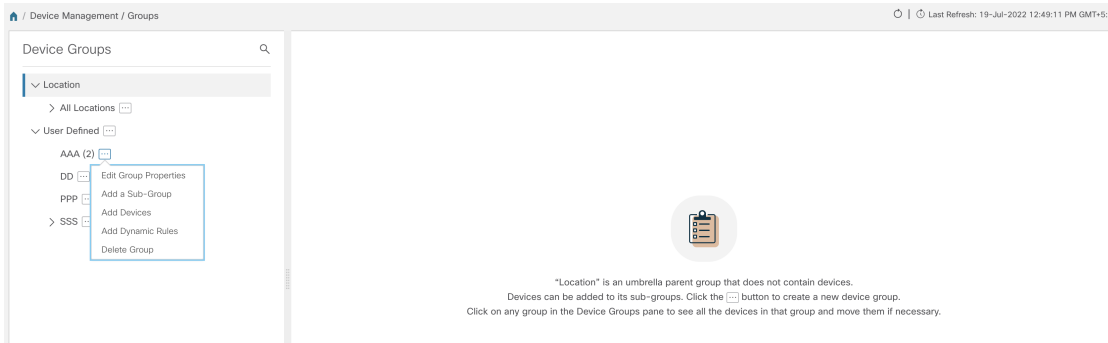 / Device Management / Groups
Last Refresh: 19-Jul-2022 12:49:11 PM GMT+5:
Device Groups
Location
All Locations
User Defined
AAA (2)
DD
PPP
SSS
Edit Group Properties
Add a Sub-Group
Add Devices
Add Dynamic Rules
Delete Group
"Location" is an umbrella parent group that does not contain devices.
Devices can be added to its sub-groups. Click the ... button to create a new device group.
Click on any group in the Device Groups pane to see all the devices in that group and move them if necessary.